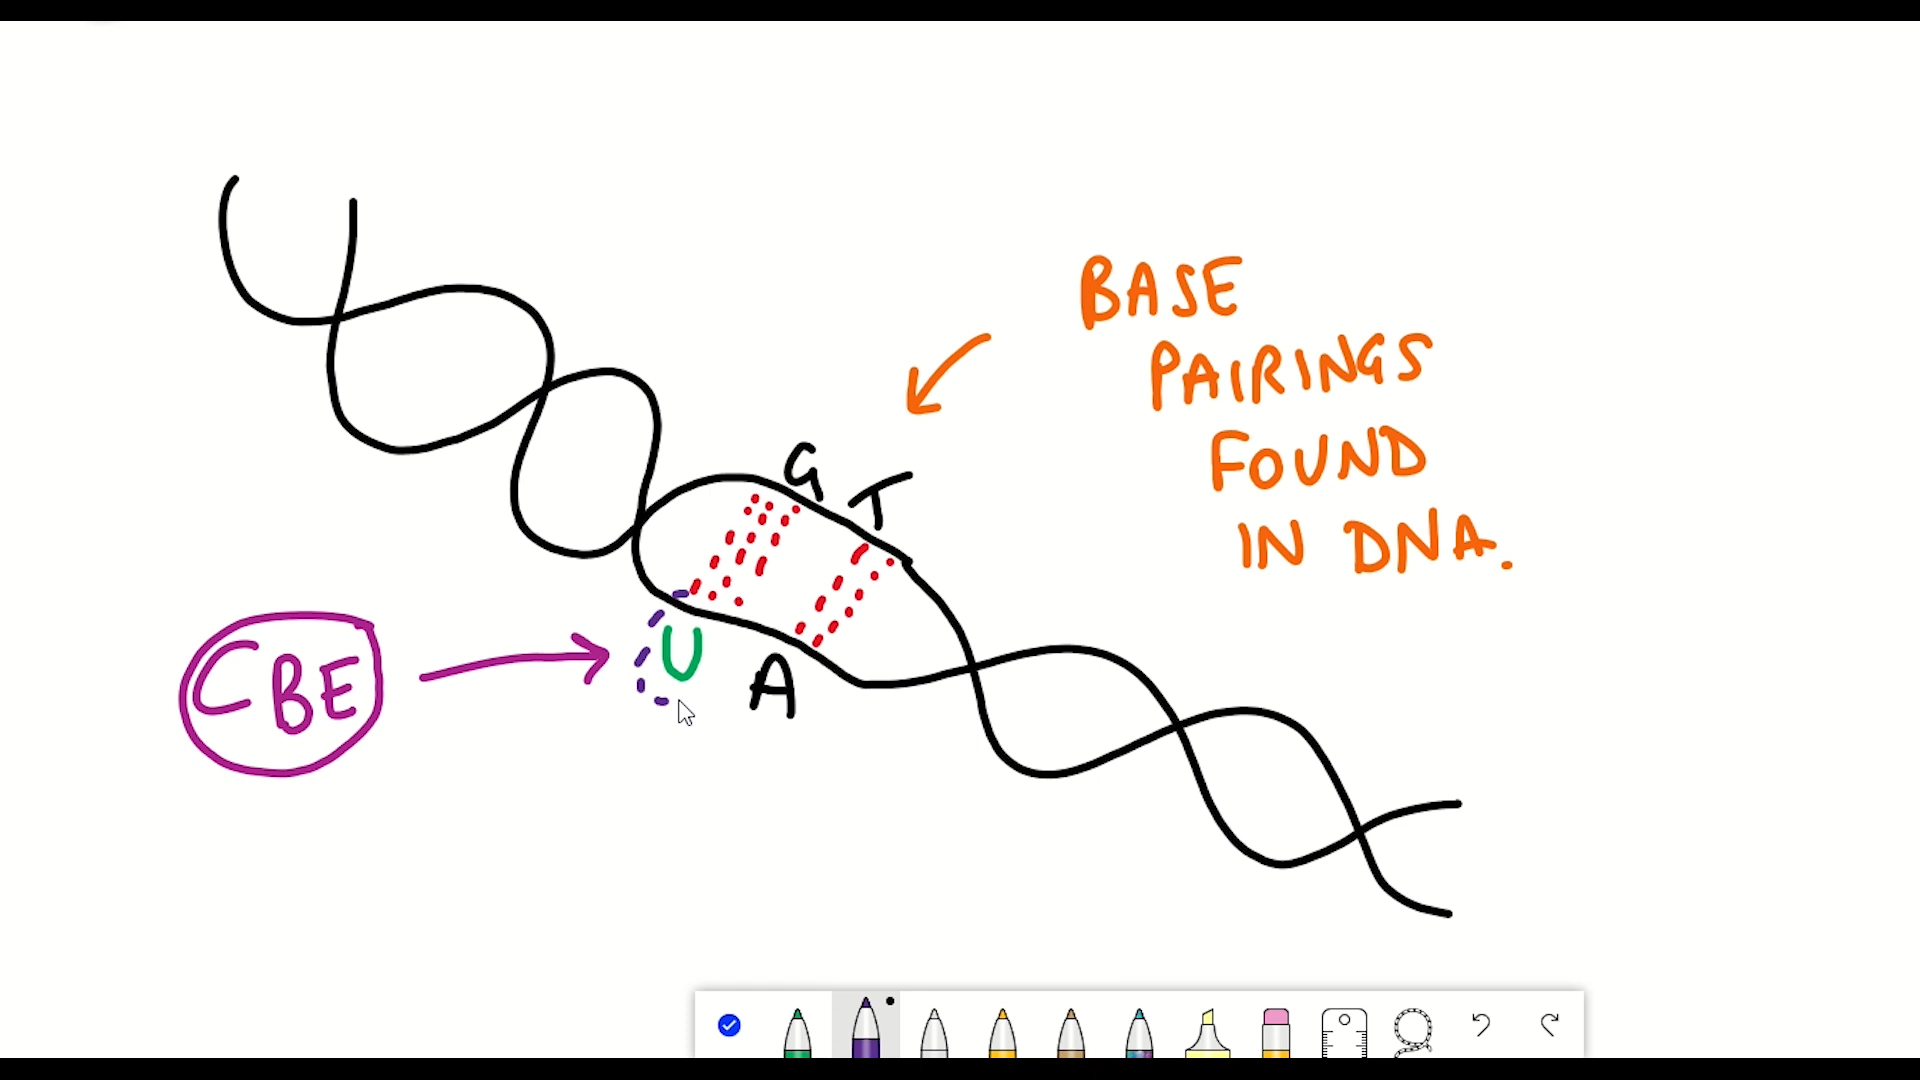 BASE
PAIRINGS
FOUND
IN DNA.
G T
U A
CBE